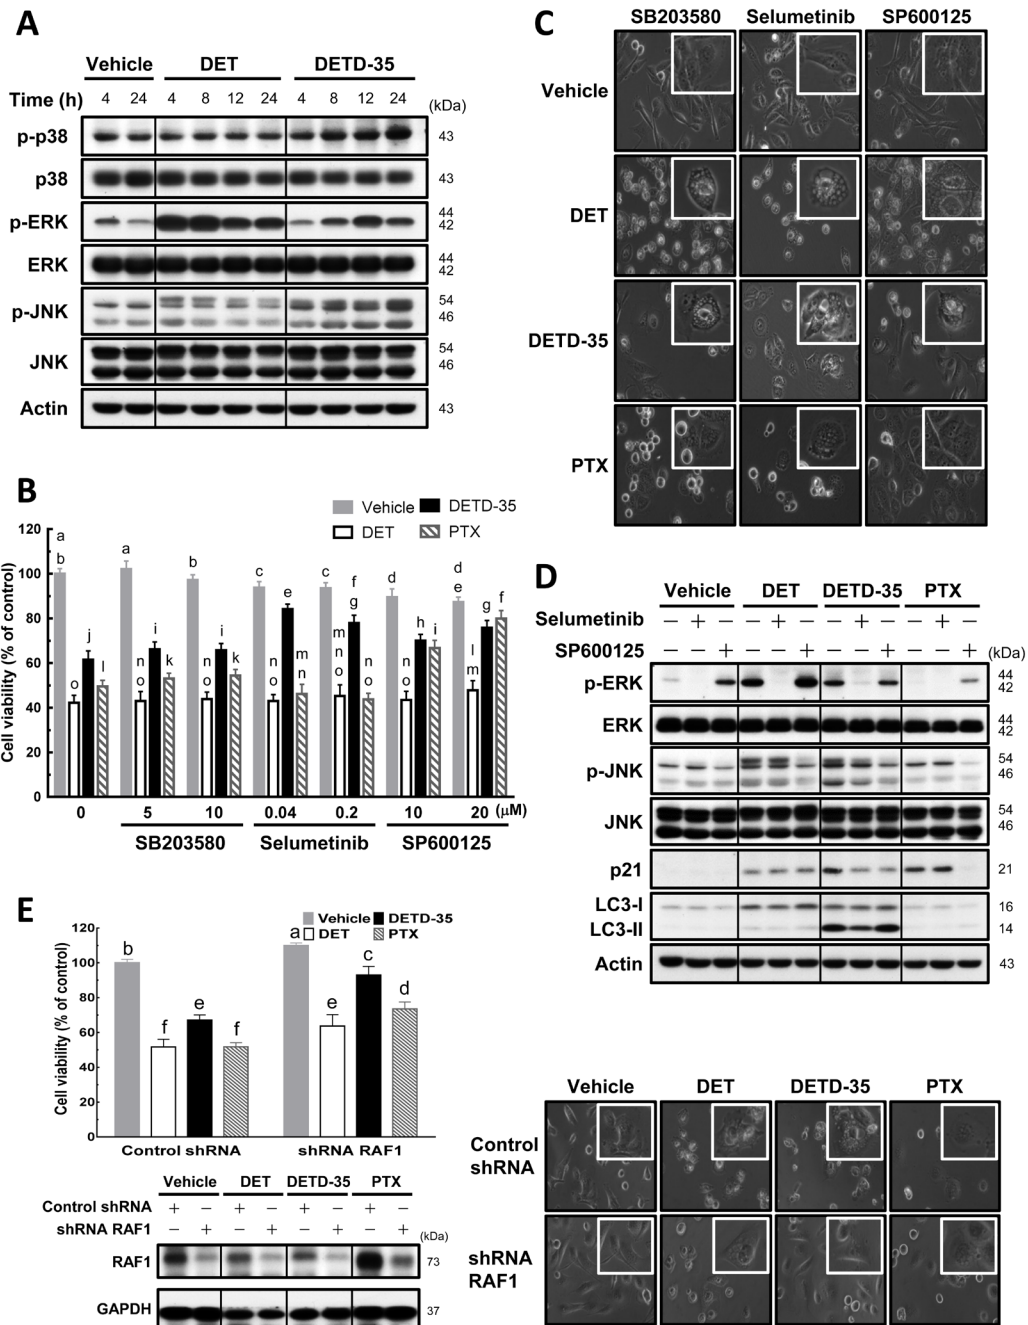 A
Vehicle DET DETD-35
Time (h) 4 24 4 8 12 24 4 8 12 24 (kDa)
p-p38 43
p38 43
p-ERK 44
42
ERK 44
42
p-JNK 54
46
JNK 54
46
Actin 43
B
Vehicle DETD-35
DET PTX
Cell viability (% of control)
120
100
80
60
40
20
0
a
b
o
j
l
a
n
o
i
k
b
n
o
i
k
c
n
o
e
m
n
c
m
n
o
f
g
n
o
d
n
o
h
i
d
e
l
m
g
f
0 5 10 0.04 0.2 10 20 (μM)
SB203580 Selumetinib SP600125
C
SB203580 Selumetinib SP600125
Vehicle
DET
DETD-35
PTX
D
Vehicle DET DETD-35 PTX
Selumetinib – + – – + – – + – – + –
SP600125 – – + – – + – – + – – + (kDa)
p-ERK 44
42
ERK 44
42
p-JNK 54
46
JNK 54
46
p21 21
LC3-I 16
LC3-II 14
Actin 43
E
Vehicle DETD-35
DET PTX
Cell viability (% of control)
120
100
80
60
40
20
0
b
f
e
f
a
e
c
d
Control shRNA shRNA RAF1
Vehicle DET DETD-35 PTX
Control shRNA + – + – + – + –
shRNA RAF1 – + – + – + – + (kDa)
RAF1 73
GAPDH 37
Vehicle DET DETD-35 PTX
Control
shRNA
shRNA
RAF1